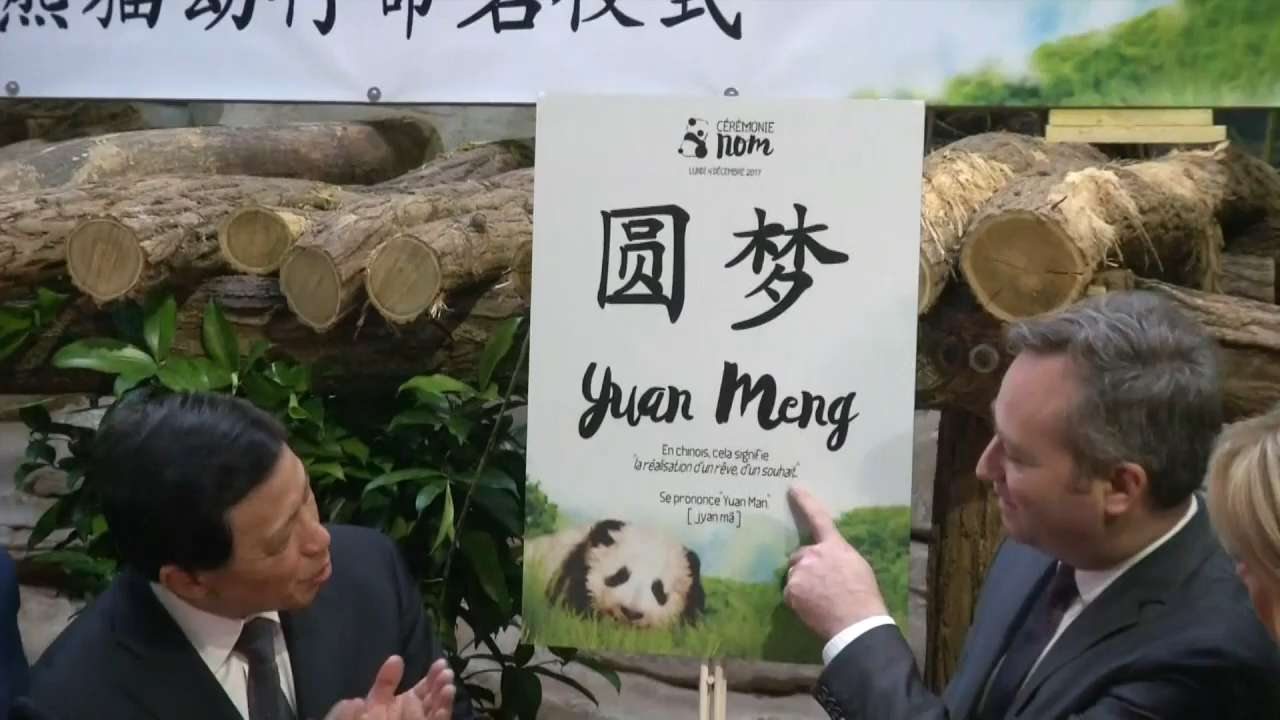 熊猫幼仔命名仪式
CÉRÉMONIE
nom
LUNDI 4 DÉCEMBRE 2017
圆梦
Yuan Meng
En chinois, cela signifie
"la réalisation d'un rêve, d'un souhait."
Se prononce "Yuan Man"
[ jyan mã ]